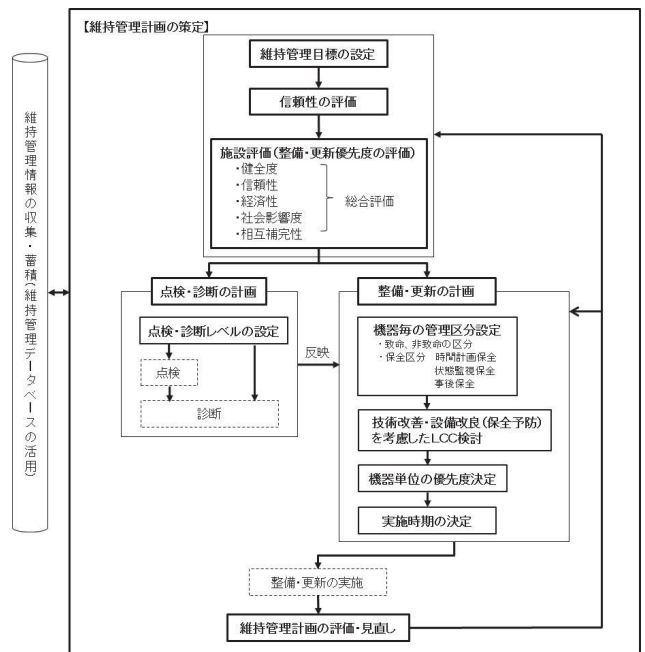 【維持管理計画の策定】
維持管理目標の設定
信頼性の評価
施設評価(整備・更新優先度の評価)
・健全度
・信頼性
・経済性
・社会影響度
・相互補完性
総合評価
維持管理情報の収集・蓄積(維持管理データベースの活用)
点検・診断の計画
点検・診断レベルの設定
点検
診断
反映
整備・更新の計画
機器毎の管理区分設定
・致命、非致命の区分
・保全区分 時間計画保全
状態監視保全
事後保全
技術改善・設備改良(保全予防)
を考慮したLCC検討
機器単位の優先度決定
実施時期の決定
整備・更新の実施
維持管理計画の評価・見直し